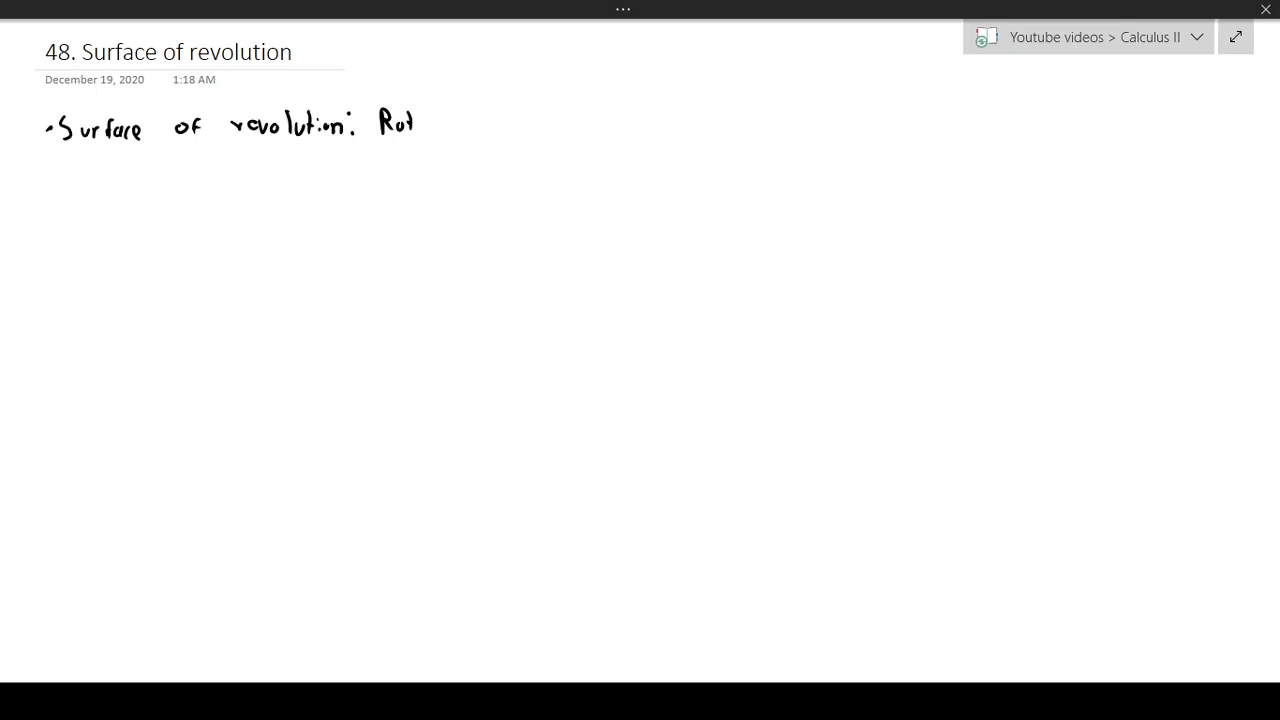 Youtube videos > Calculus II
48. Surface of revolution
December 19, 2020 1:18 AM
• Surface of revolution: Rot